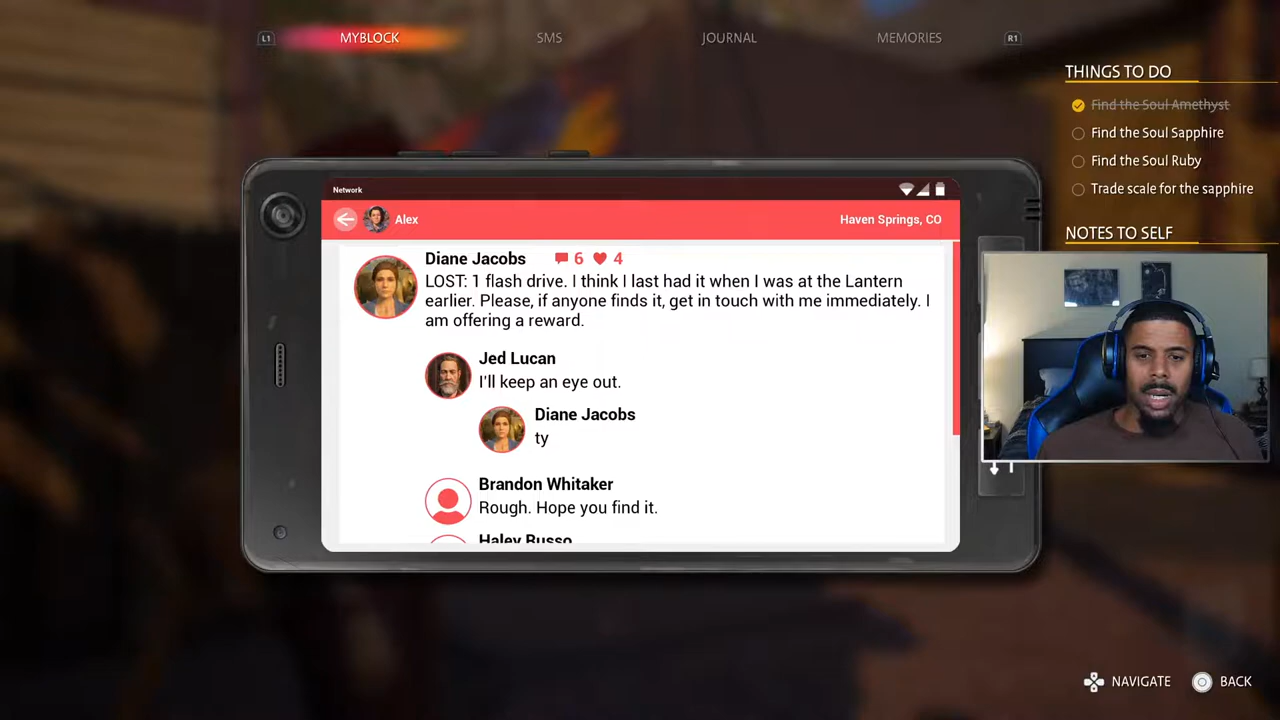 L1
MYBLOCK
SMS
JOURNAL
MEMORIES
R1
THINGS TO DO
Find the Soul Amethyst
Find the Soul Sapphire
Find the Soul Ruby
Trade scale for the sapphire
NOTES TO SELF
Network
Alex
Haven Springs, CO
Diane Jacobs
6
4
LOST: 1 flash drive. I think I last had it when I was at the Lantern
earlier. Please, if anyone finds it, get in touch with me immediately. I
am offering a reward.
Jed Lucan
I'll keep an eye out.
Diane Jacobs
ty
Brandon Whitaker
Rough. Hope you find it.
Haley Russo
NAVIGATE
BACK